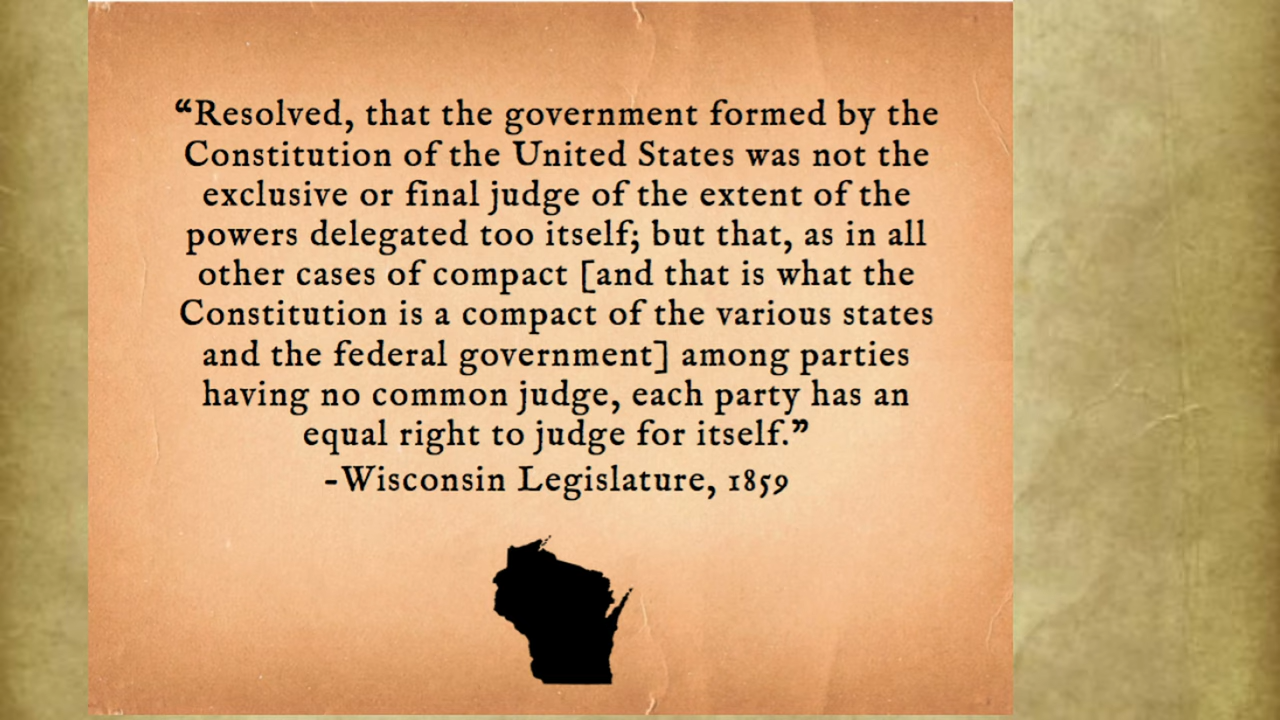 “Resolved, that the government formed by the
Constitution of the United States was not the
exclusive or final judge of the extent of the
powers delegated too itself; but that, as in all
other cases of compact [and that is what the
Constitution is a compact of the various states
and the federal government] among parties
having no common judge, each party has an
equal right to judge for itself.”
-Wisconsin Legislature, 1859